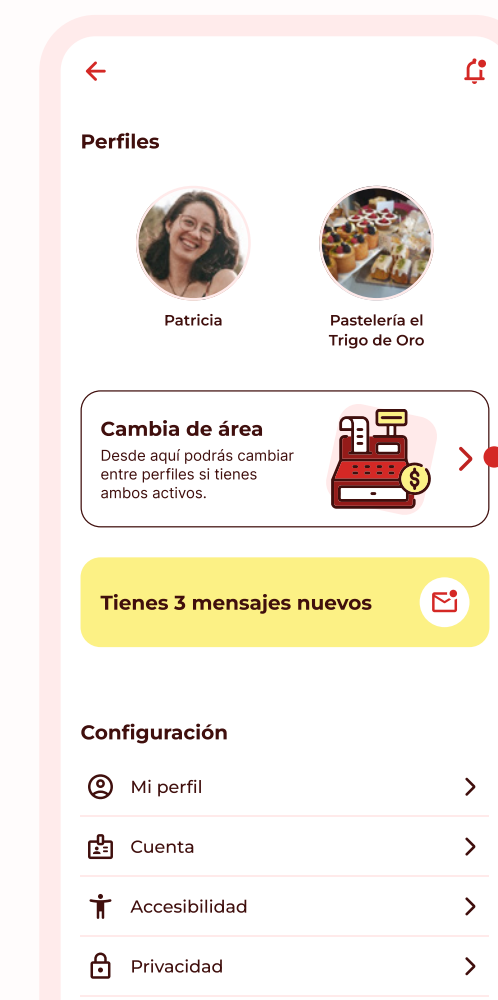 Perfiles
Patricia
Pastelería el
Trigo de Oro
Cambia de área
Desde aquí podrás cambiar
entre perfiles si tienes
ambos activos.
$
Tienes 3 mensajes nuevos
Configuración
Mi perfil
Cuenta
Accesibilidad
Privacidad